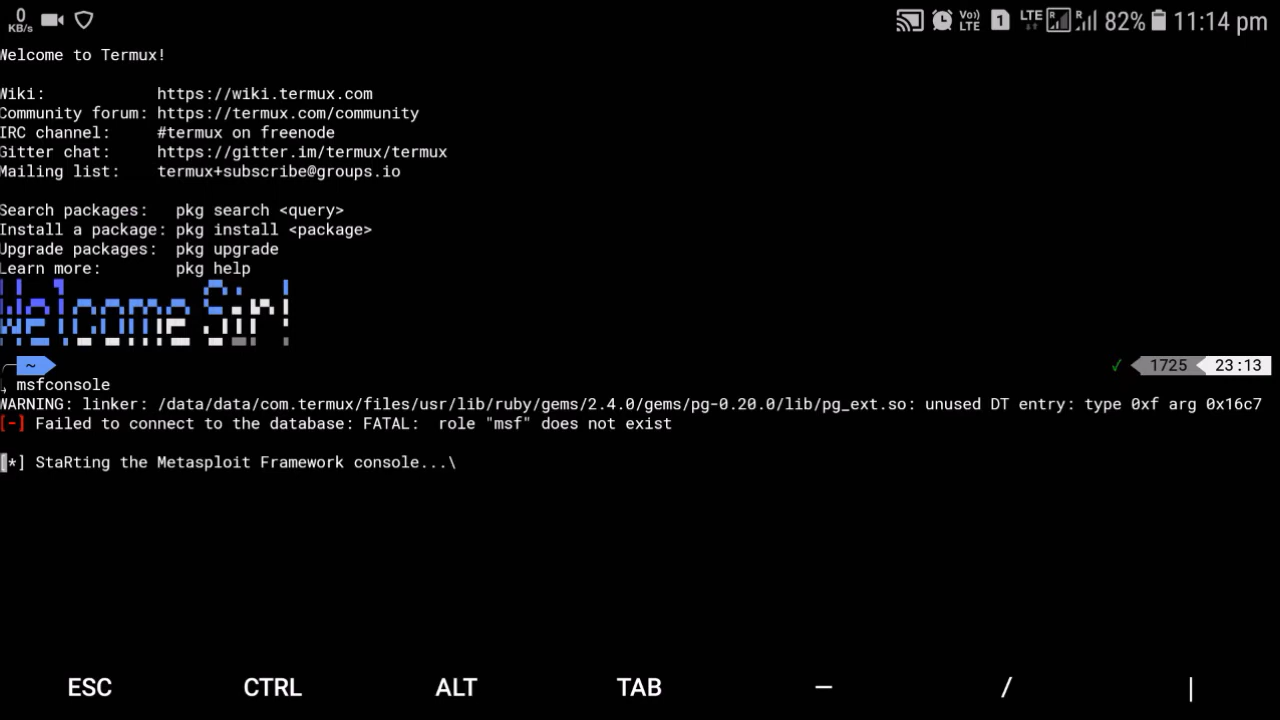 0
KB/s
Vo))
LTE
1
LTE
R
R
82%
11:14 pm
Welcome to Termux!
Wiki: https://wiki.termux.com
Community forum: https://termux.com/community
IRC channel: #termux on freenode
Gitter chat: https://gitter.im/termux/termux
Mailing list: termux+subscribe@groups.io
Search packages: pkg search <query>
Install a package: pkg install <package>
Upgrade packages: pkg upgrade
Learn more: pkg help
Welcome Sir!
~ ✓ 1725 23:13
msfconsole
WARNING: linker: /data/data/com.termux/files/usr/lib/ruby/gems/2.4.0/gems/pg-0.20.0/lib/pg_ext.so: unused DT entry: type 0xf arg 0x16c7
[-] Failed to connect to the database: FATAL:  role "msf" does not exist
[*] StaRting the Metasploit Framework console...\
ESC CTRL ALT TAB — / |